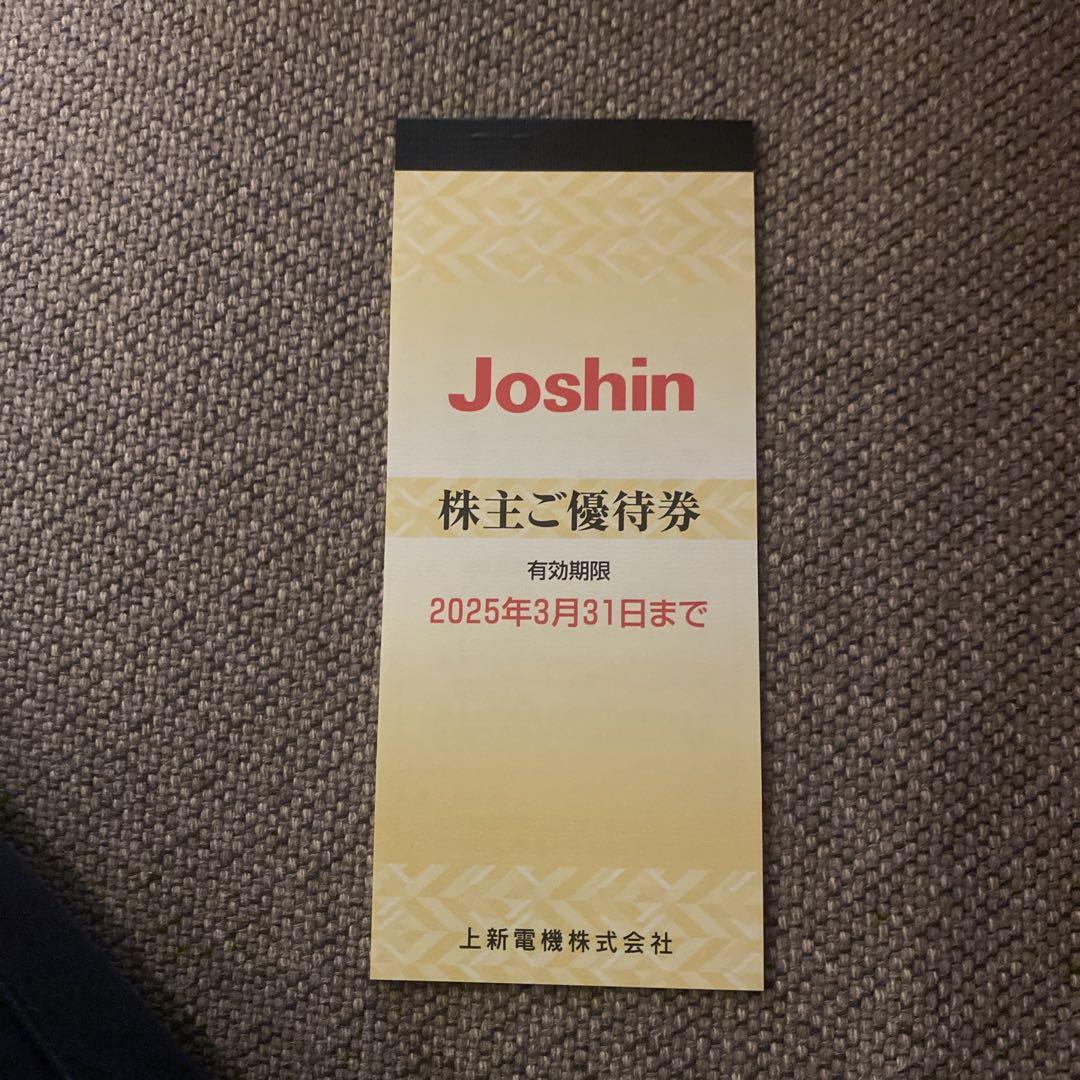 Joshin
株主ご優待券
有効期限
2025年3月31日まで
上新電機株式会社